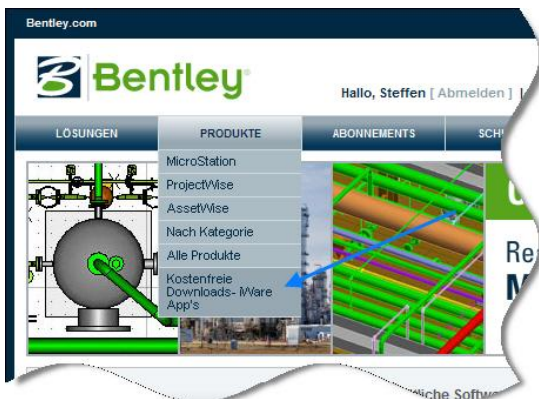 Bentley.com
Bentley
Hallo, Steffen [ Abmelden ] |
LÖSUNGEN PRODUKTE ABONNEMENTS
MicroStation
ProjectWise
AssetWise
Nach Kategorie
Alle Produkte
Kostenfreie
Downloads- iWare
App's
Re
M